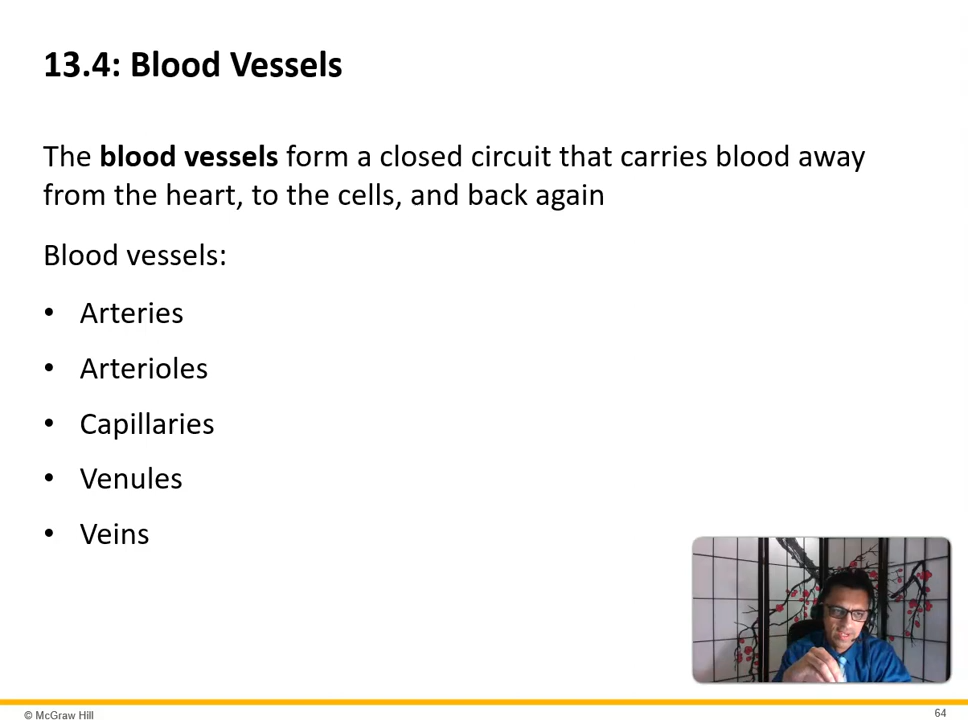 13.4: Blood Vessels
The blood vessels form a closed circuit that carries blood away
from the heart, to the cells, and back again
Blood vessels:
• Arteries
• Arterioles
• Capillaries
• Venules
• Veins
© McGraw Hill
64